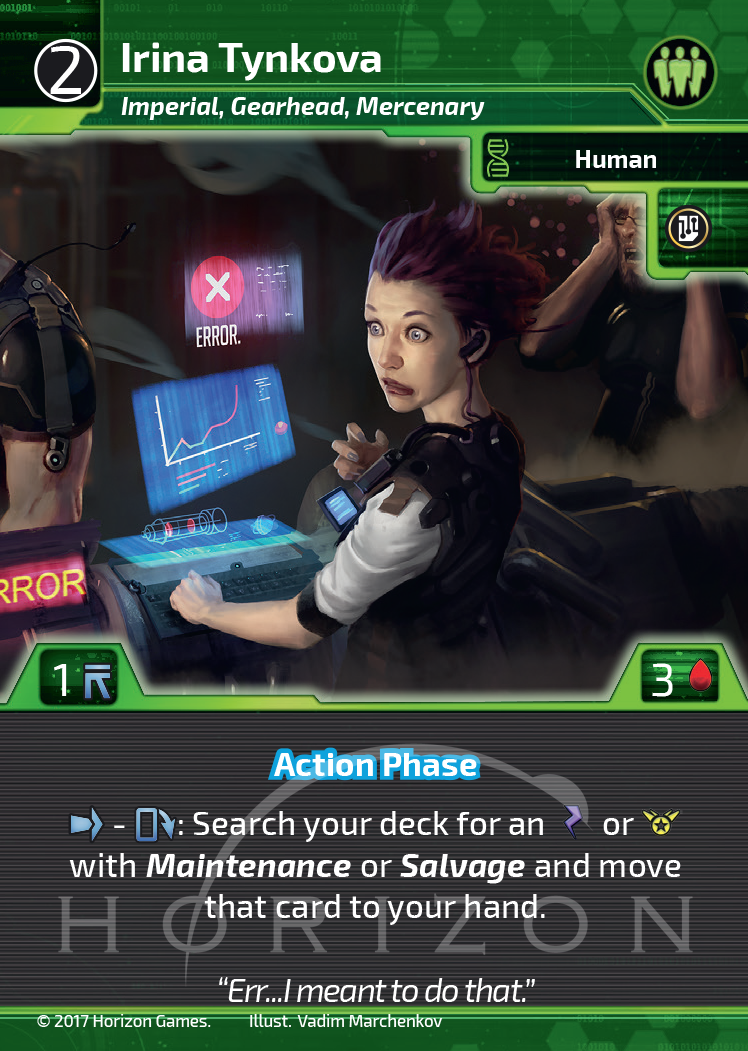 2
Irina Tynkova
Imperial, Gearhead, Mercenary
Human
ERROR.
RROR
1
3
Action Phase
- : Search your deck for an or
with Maintenance or Salvage and move
that card to your hand.
HORIZON
“Err...I meant to do that.”
© 2017 Horizon Games. Illust. Vadim Marchenkov